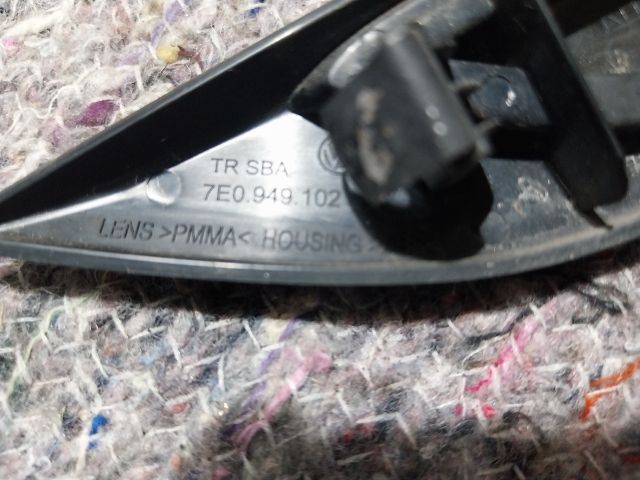 TR SBA
7E0.949.102
LENS >PMMA< HOUSING >